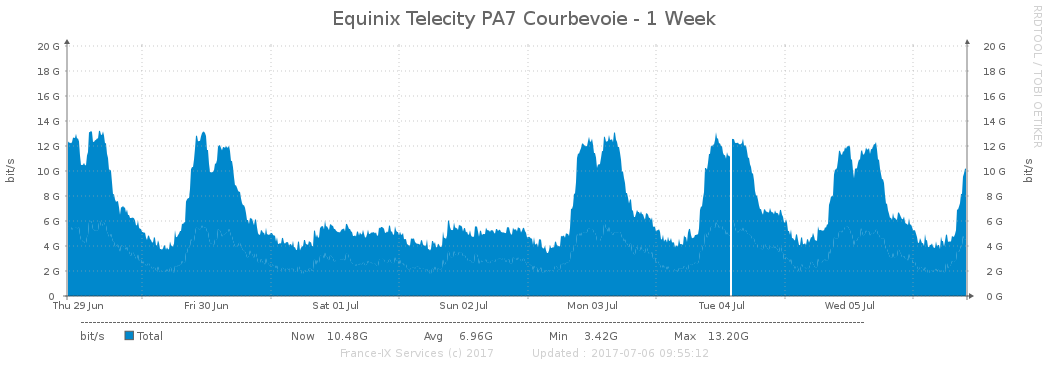 Equinix Telecity PA7 Courbevoie - 1 Week
RRDTOOL / TOBI OETIKER
bit/s
20 G
18 G
16 G
14 G
12 G
10 G
8 G
6 G
4 G
2 G
0
20 G
18 G
16 G
14 G
12 G
10 G
8 G
6 G
4 G
2 G
0 G
bit/s
Thu 29 Jun Fri 30 Jun Sat 01 Jul Sun 02 Jul Mon 03 Jul Tue 04 Jul Wed 05 Jul
bit/s Total Now 10.48G Avg 6.96G Min 3.42G Max 13.20G
France-IX Services (c) 2017 Updated : 2017-07-06 09:55:12